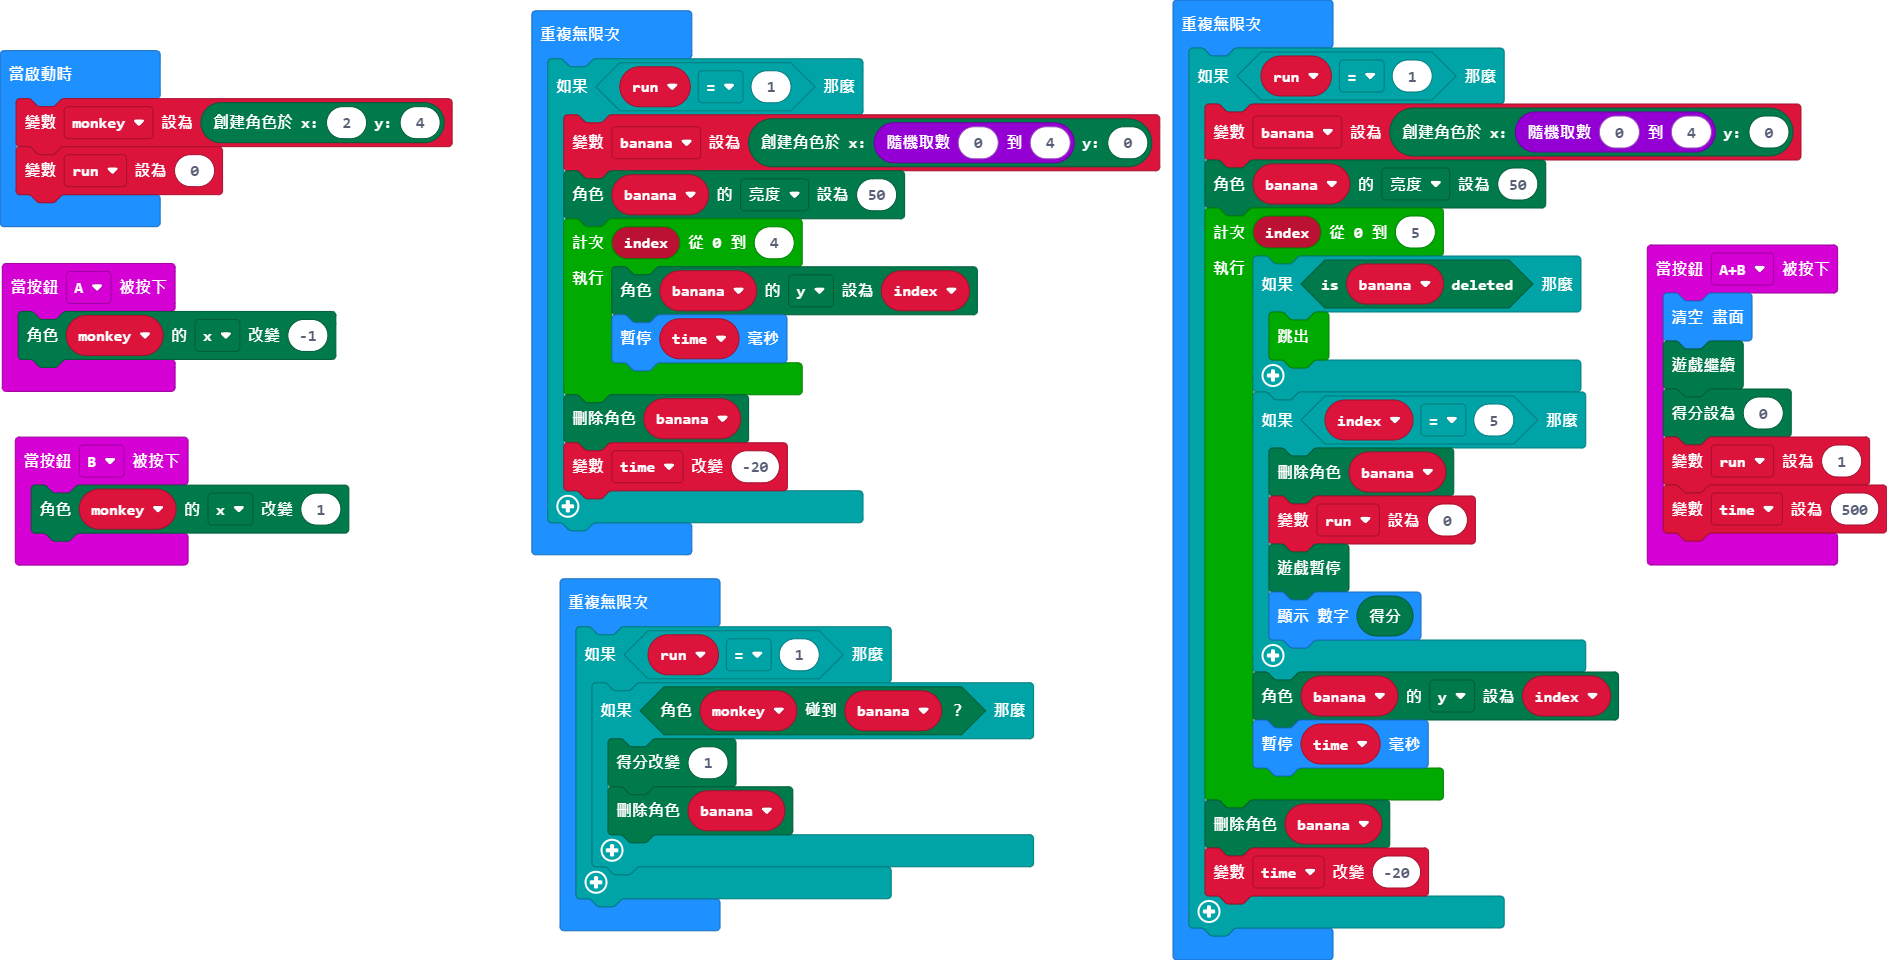 當啟動時
變數 monkey 設為 創建角色於 x: 2 y: 4
變數 run 設為 0
當按鈕 A 被按下
角色 monkey 的 x 改變 -1
當按鈕 B 被按下
角色 monkey 的 x 改變 1
重複無限次
如果 run = 1 那麼
變數 banana 設為 創建角色於 x: 隨機取數 0 到 4 y: 0
角色 banana 的 亮度 設為 50
計次 index 從 0 到 4
執行
角色 banana 的 y 設為 index
暫停 time 毫秒
刪除角色 banana
變數 time 改變 -20
重複無限次
如果 run = 1 那麼
如果 角色 monkey 碰到 banana ? 那麼
得分改變 1
刪除角色 banana
重複無限次
如果 run = 1 那麼
變數 banana 設為 創建角色於 x: 隨機取數 0 到 4 y: 0
角色 banana 的 亮度 設為 50
計次 index 從 0 到 5
執行
如果 is banana deleted 那麼
跳出
如果 index = 5 那麼
刪除角色 banana
變數 run 設為 0
遊戲暫停
顯示 數字 得分
角色 banana 的 y 設為 index
暫停 time 毫秒
刪除角色 banana
變數 time 改變 -20
當按鈕 A+B 被按下
清空 畫面
遊戲繼續
得分設為 0
變數 run 設為 1
變數 time 設為 500